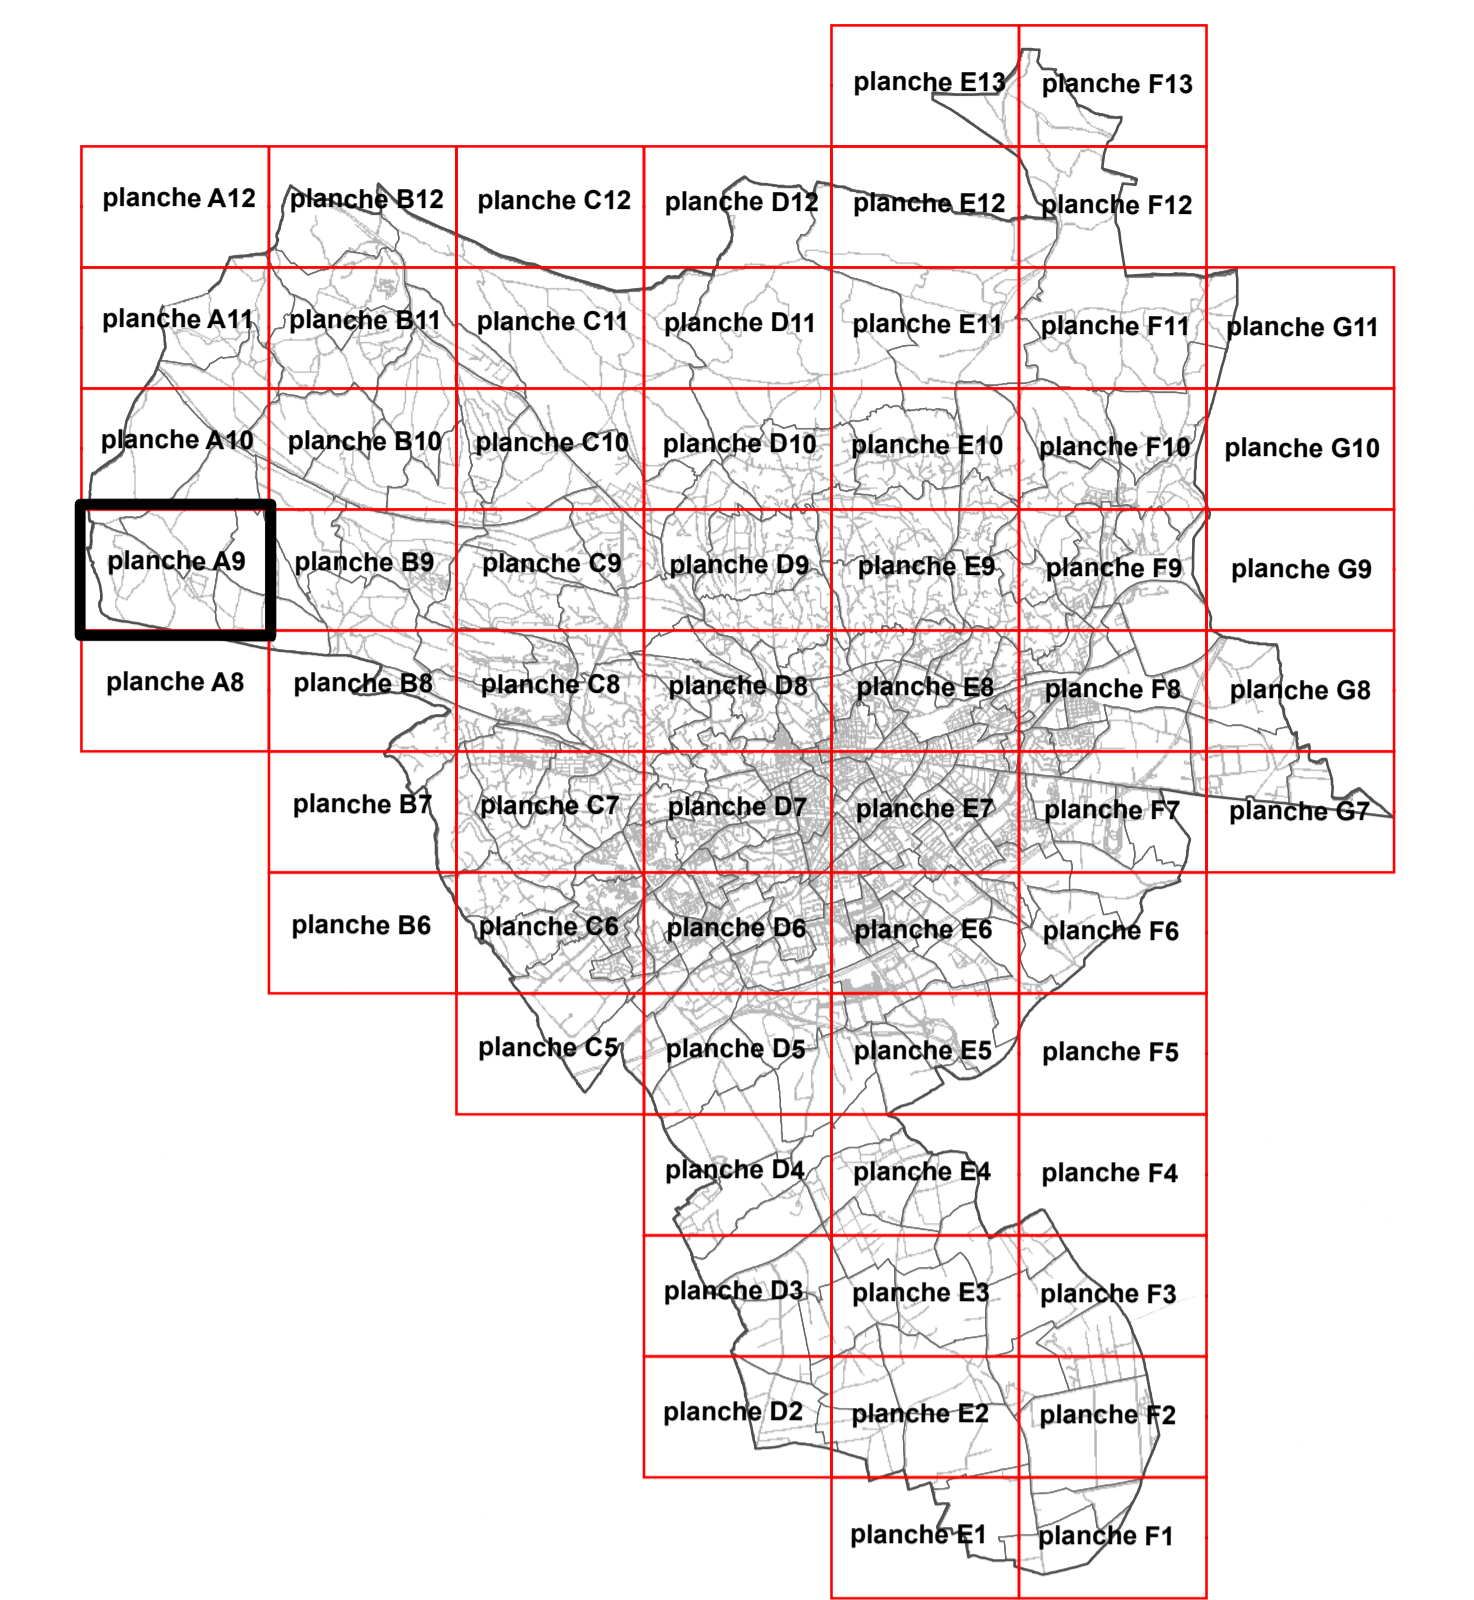 planche E13 planche F13
planche A12 planche B12 planche C12 planche D12 planche E12 planche F12
planche A11 planche B11 planche C11 planche D11 planche E11 planche F11 planche G11
planche A10 planche B10 planche C10 planche D10 planche E10 planche F10 planche G10
planche A9 planche B9 planche C9 planche D9 planche E9 planche F9 planche G9
planche A8 planche B8 planche C8 planche D8 planche E8 planche F8 planche G8
planche B7 planche C7 planche D7 planche E7 planche F7 planche G7
planche B6 planche C6 planche D6 planche E6 planche F6
planche C5 planche D5 planche E5 planche F5
planche D4 planche E4 planche F4
planche D3 planche E3 planche F3
planche D2 planche E2 planche F2
planche E1 planche F1